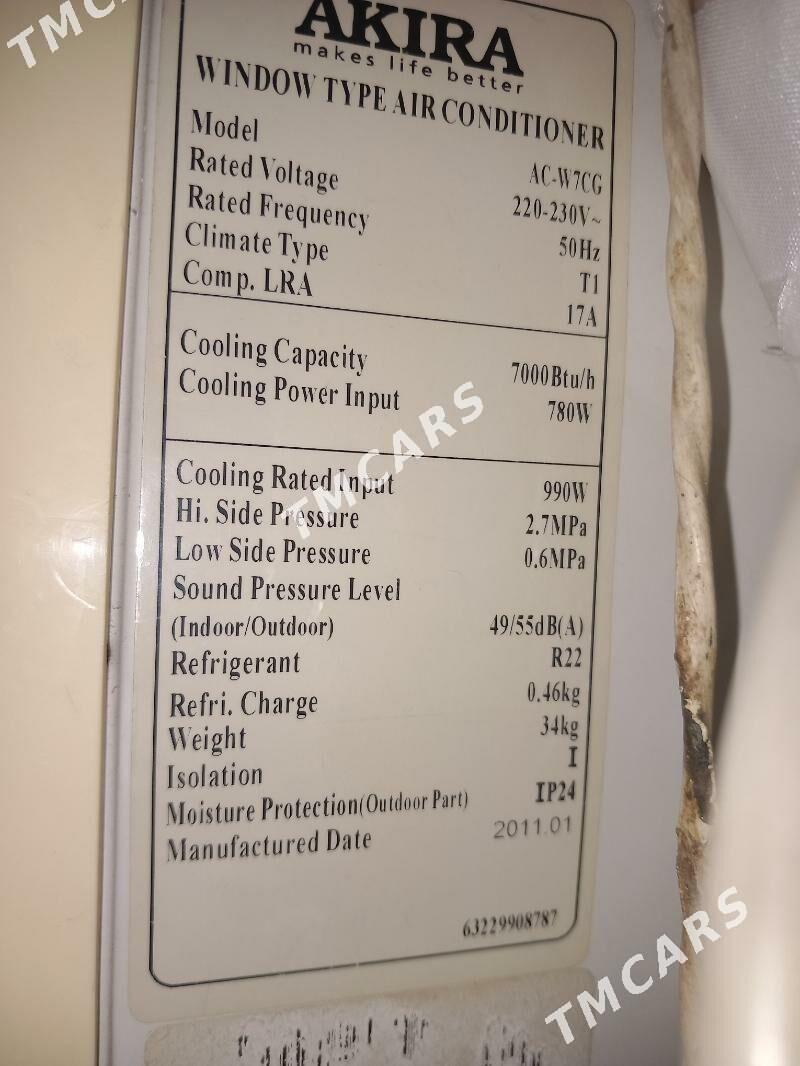 TMCARS
AKIRA
makes life better
WINDOW TYPE AIR CONDITIONER
Model AC-W7CG
Rated Voltage 220-230V~
Rated Frequency 50Hz
Climate Type T1
Comp. LRA 17A
Cooling Capacity 7000Btu/h
Cooling Power Input 780W
TMCARS
Cooling Rated Input 990W
Hi. Side Pressure 2.7MPa
Low Side Pressure 0.6MPa
Sound Pressure Level
(Indoor/Outdoor) 49/55dB(A)
Refrigerant R22
Refri. Charge 0.46kg
Weight 34kg
Isolation I
Moisture Protection(Outdoor Part) IP24
Manufactured Date 2011.01
63229908787
TMCARS